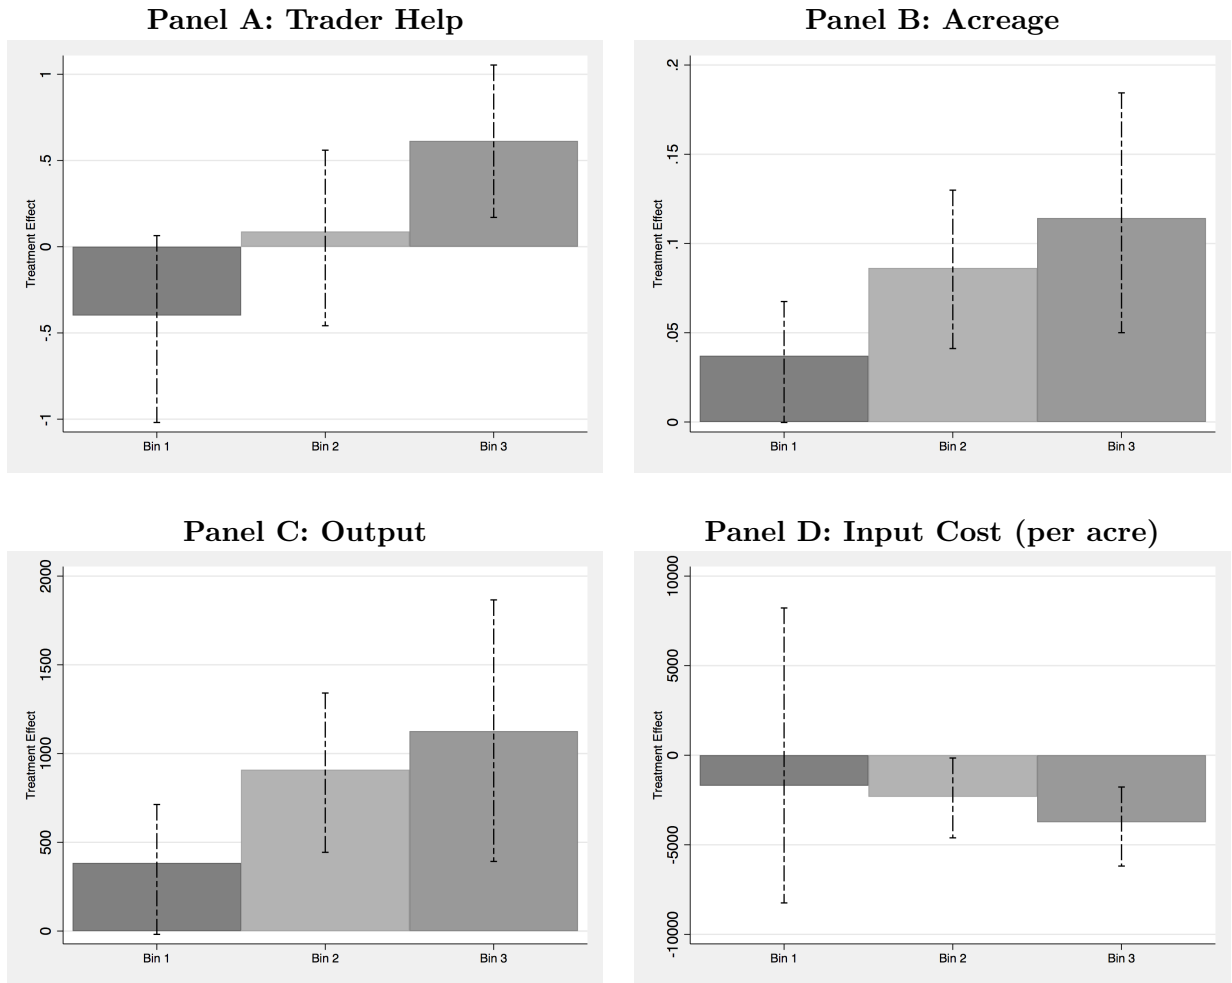 Panel A: Trader Help
1
.5
0
-.5
-1
Treatment Effect
Bin 1 Bin 2 Bin 3
Panel B: Acreage
.2
.15
.1
.05
0
Treatment Effect
Bin 1 Bin 2 Bin 3
Panel C: Output
2000
1500
1000
500
0
Treatment Effect
Bin 1 Bin 2 Bin 3
Panel D: Input Cost (per acre)
10000
5000
0
-5000
-10000
Treatment Effect
Bin 1 Bin 2 Bin 3